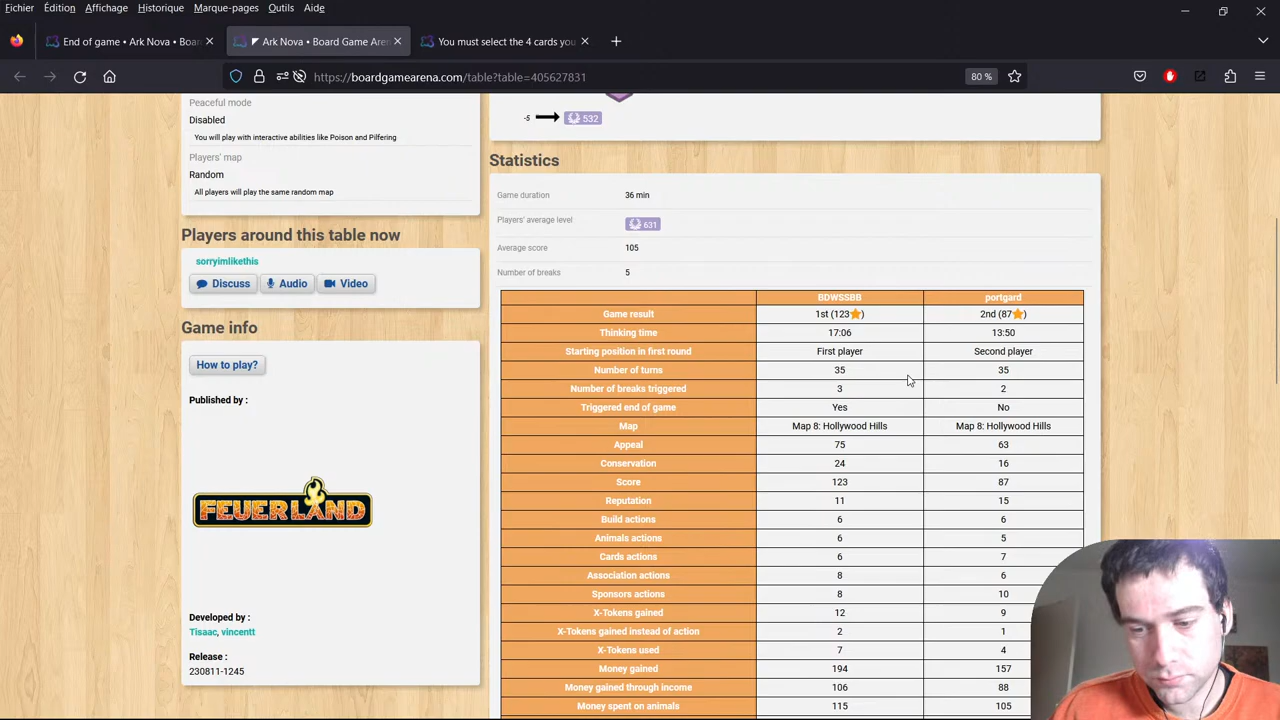 Fichier Édition Affichage Historique Marque-pages Outils Aide
End of game • Ark Nova • Boar
Ark Nova • Board Game Aren
You must select the 4 cards you
https://boardgamearena.com/table?table=405627831
80 %
Peaceful mode
Disabled
You will play with interactive abilities like Poison and Pilfering
Players' map
Random
All players will play the same random map
Players around this table now
sorryimlikethis
Discuss Audio Video
Game info
How to play?
Published by :
FEUERLAND
Developed by :
Tisaac, vincentt
Release :
230811-1245
-5 532
Statistics
Game duration 36 min
Players' average level 631
Average score 105
Number of breaks 5
BDWSSBB portgard
Game result 1st (123) 2nd (87)
Thinking time 17:06 13:50
Starting position in first round First player Second player
Number of turns 35 35
Number of breaks triggered 3 2
Triggered end of game Yes No
Map Map 8: Hollywood Hills Map 8: Hollywood Hills
Appeal 75 63
Conservation 24 16
Score 123 87
Reputation 11 15
Build actions 6 6
Animals actions 6 5
Cards actions 6 7
Association actions 8 6
Sponsors actions 8 10
X-Tokens gained 12 9
X-Tokens gained instead of action 2 1
X-Tokens used 7 4
Money gained 194 157
Money gained through income 106 88
Money spent on animals 115 105